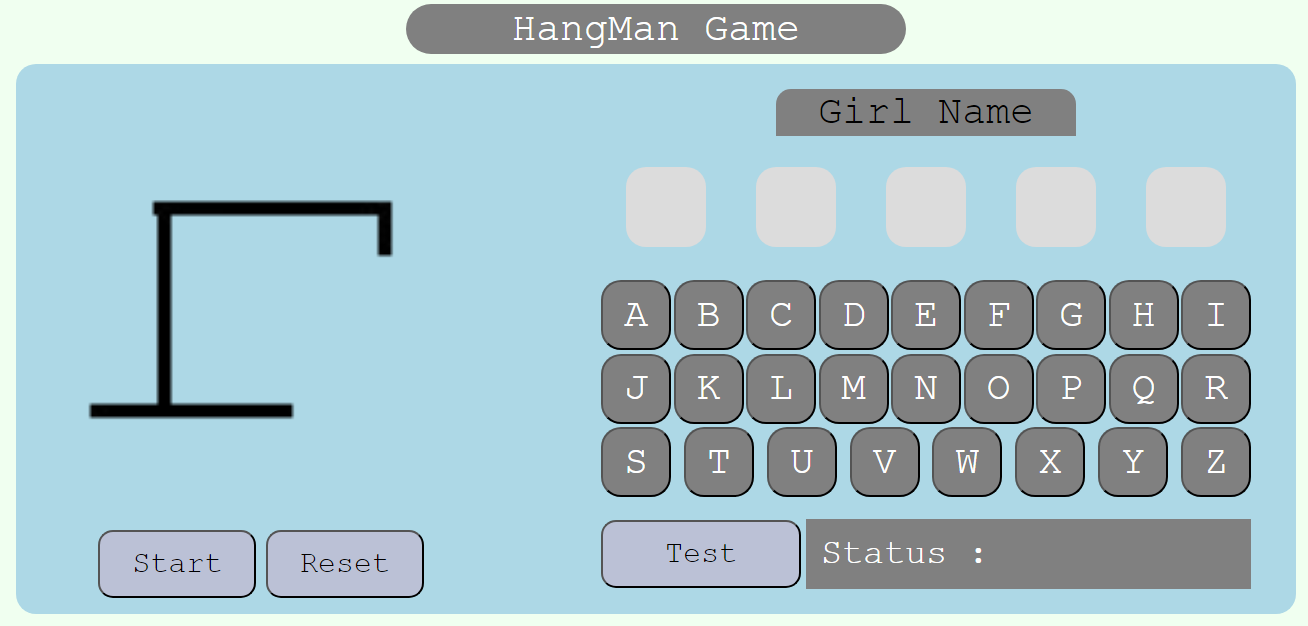 HangMan Game
Girl Name
A B C D E F G H I
J K L M N O P Q R
S T U V W X Y Z
Start Reset Test Status :